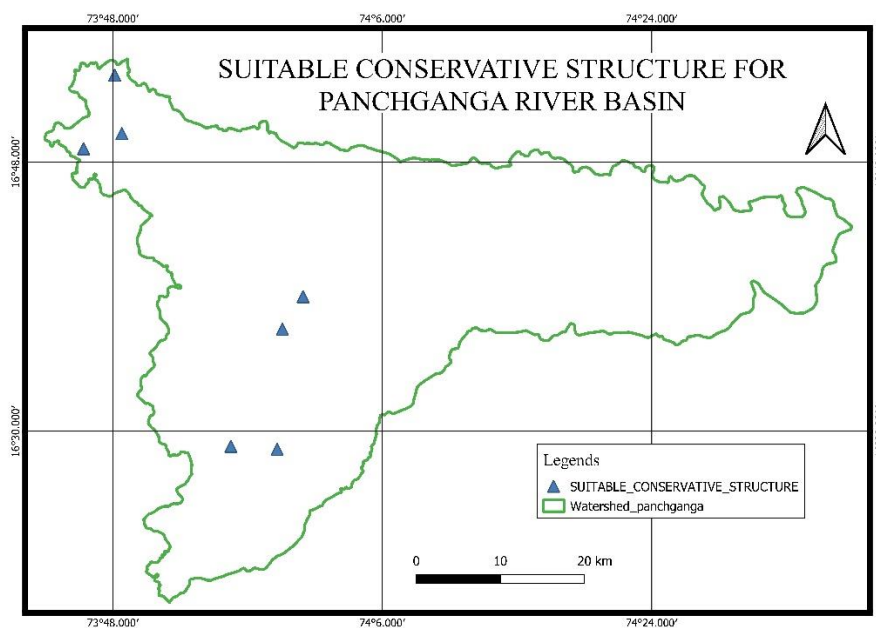 73°48.000' 74°6.000' 74°24.000'
SUITABLE CONSERVATIVE STRUCTURE FOR
PANCHGANGA RIVER BASIN
16°48.000'
16°30.000'
Legends
SUITABLE_CONSERVATIVE_STRUCTURE
Watershed_panchganga
0 10 20 km
73°48.000' 74°6.000' 74°24.000'